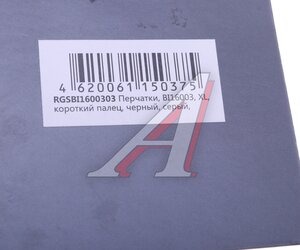 4 620061 150375
RGSBI1600303 Перчатки, BI16003, XL,
короткий палец, черный, серый,